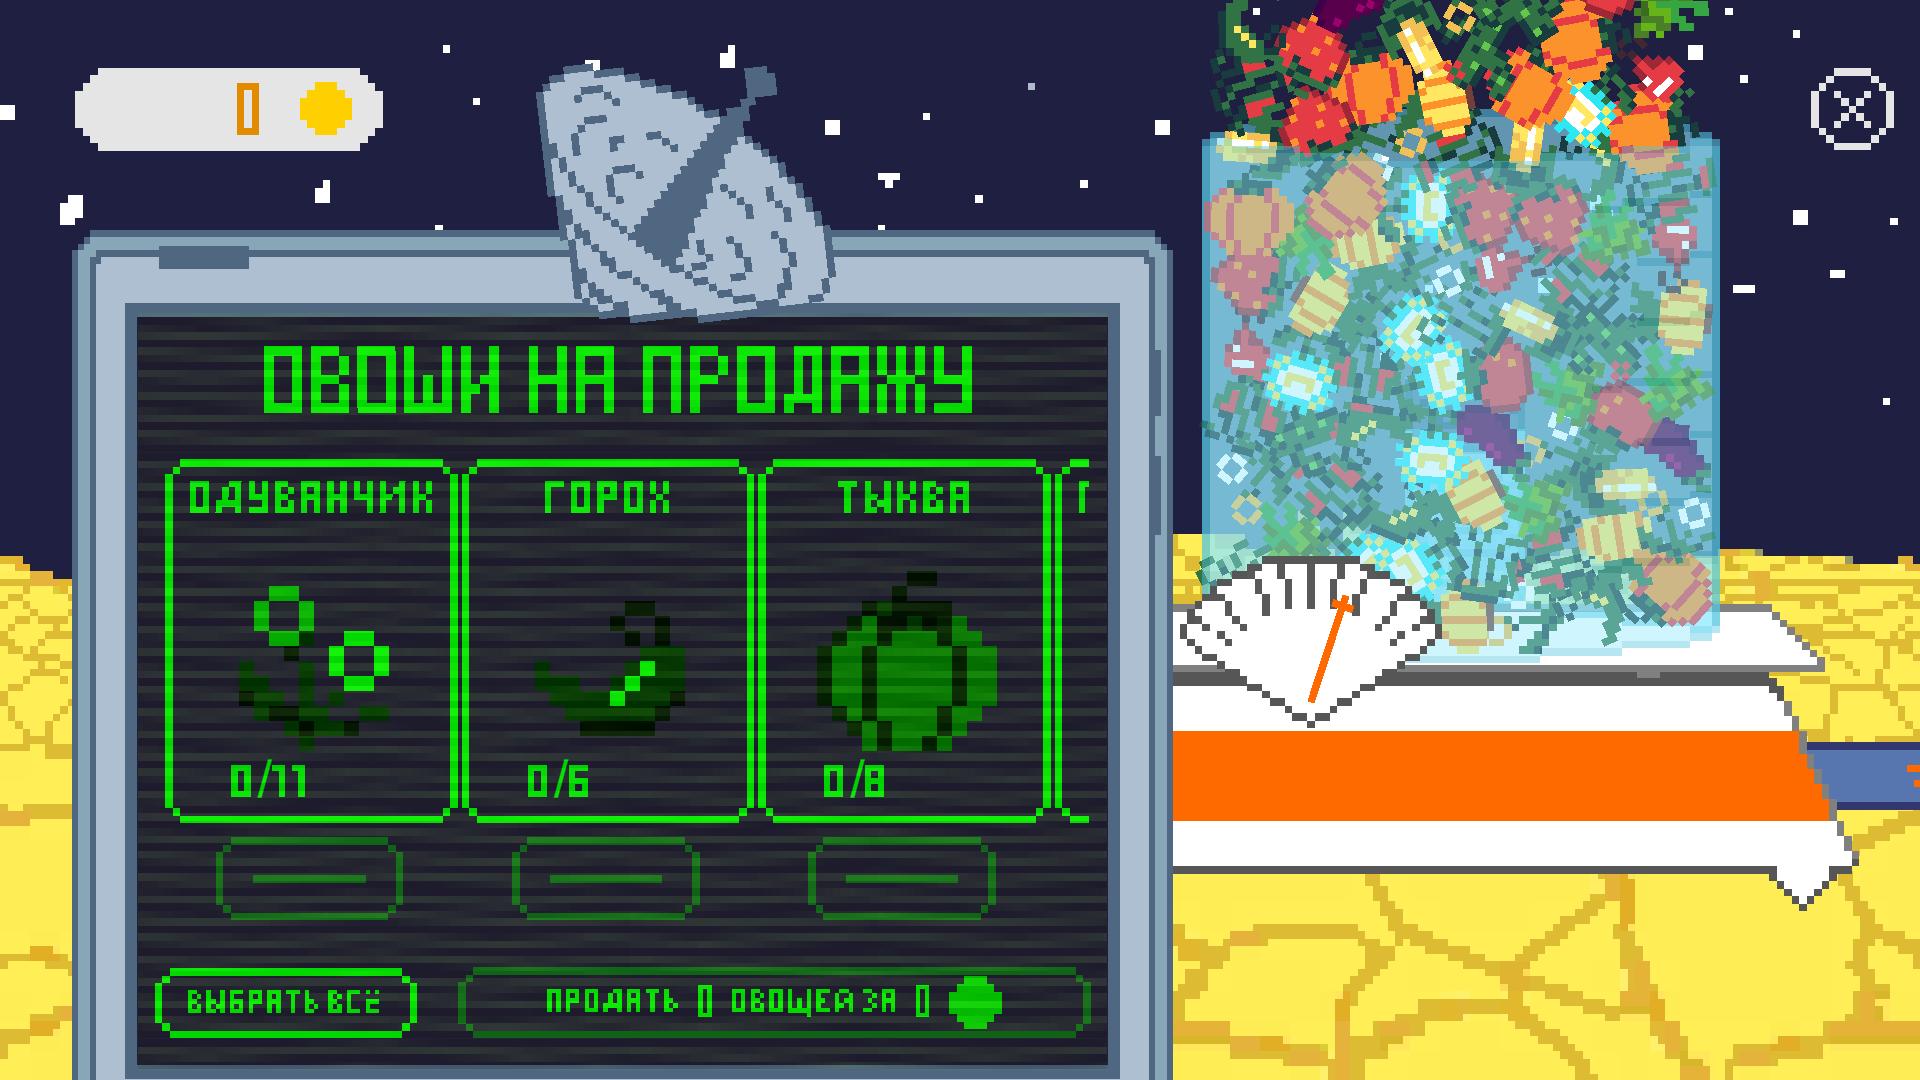 0
ОВОЩИ НА ПРОДАЖУ
ОДУВАНЧИК
ГОРОХ
ТЫКВА
0/11
0/6
0/8
ВЫБРАТЬ ВСЁ
ПРОДАТЬ 0 ОВОЩЕЙ ЗА 0